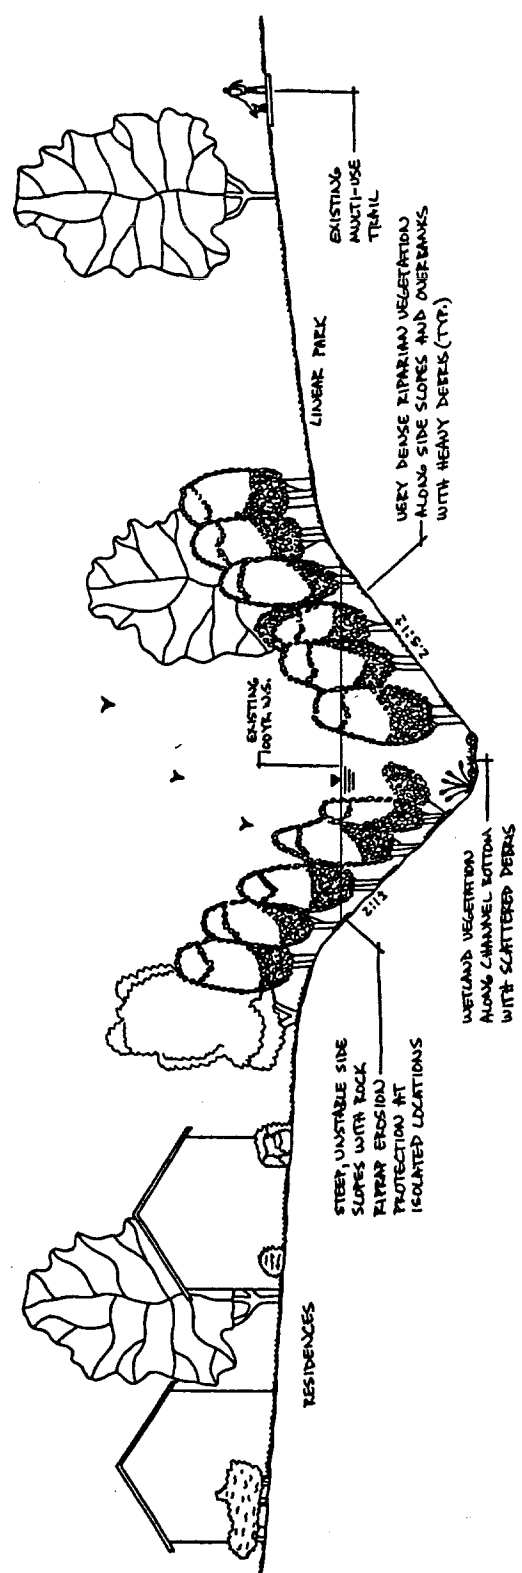 RESIDENCES
STEEP, UNSTABLE SIDE
SLOPES WITH ROCK
RIPRAP EROSION
PROTECTION AT
ISOLATED LOCATIONS
2:1±
EXISTING
100YR W.S.
WETLAND VEGETATION
ALONG CHANNEL BOTTOM
WITH SCATTERED DEBRIS
2.5:1±
VERY DENSE RIPARIAN VEGETATION
ALONG SIDE SLOPES AND OVERBANKS
WITH HEAVY DEBRIS (TYP.)
LINEAR PARK
EXISTING
MULTI-USE
TRAIL